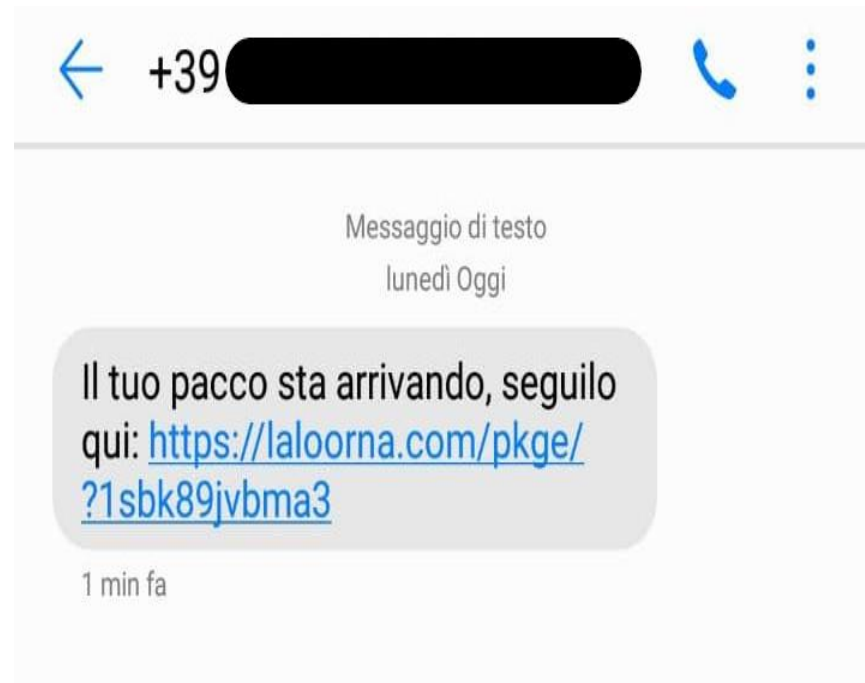 +39
Messaggio di testo
lunedì Oggi
Il tuo pacco sta arrivando, seguilo
qui: https://laloorna.com/pkge/
?1sbk89jvbma3
1 min fa